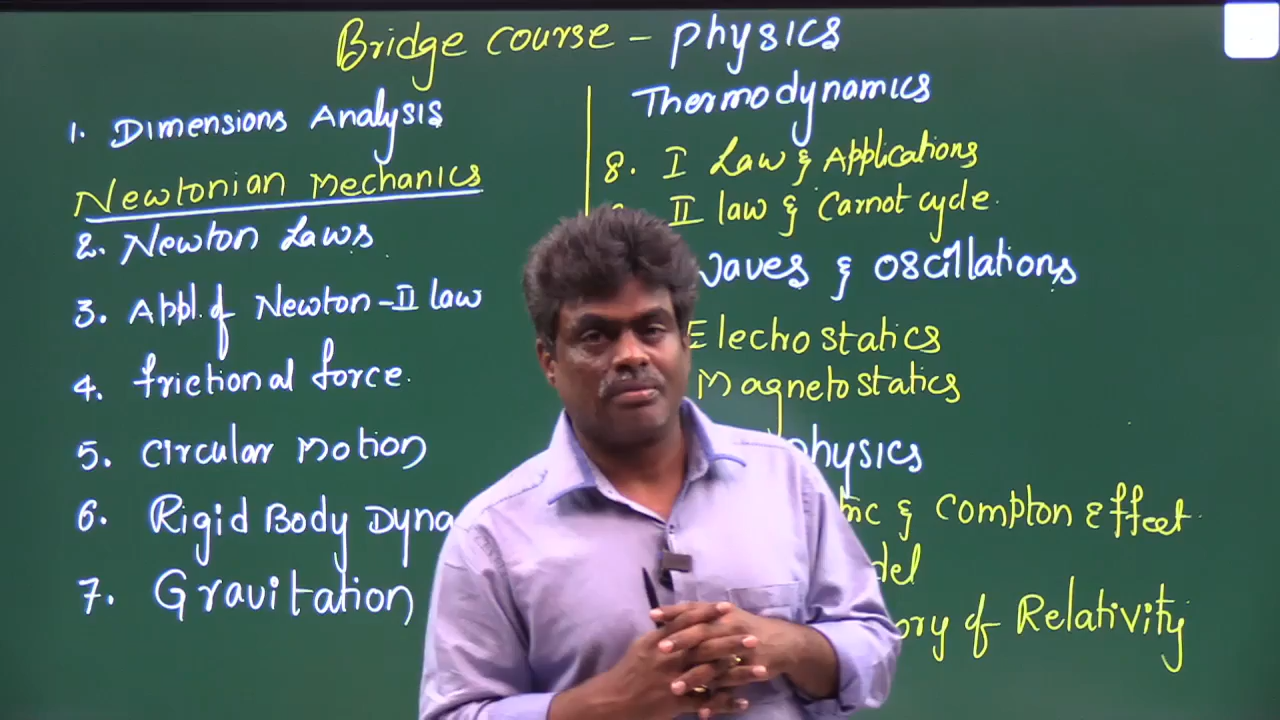 Bridge course - physics
1. Dimensions Analysis
Newtonian Mechanics
2. Newton Laws
3. Appl. of Newton-II law
4. frictional force.
5. Circular Motion
6. Rigid Body Dyna
7. Gravitation
Thermodynamics
8. I Law & Applications
II law & Carnot cycle.
waves & oscillations
Electrostatics
Magnetostatics
physics
& Compton Effect
Relativity